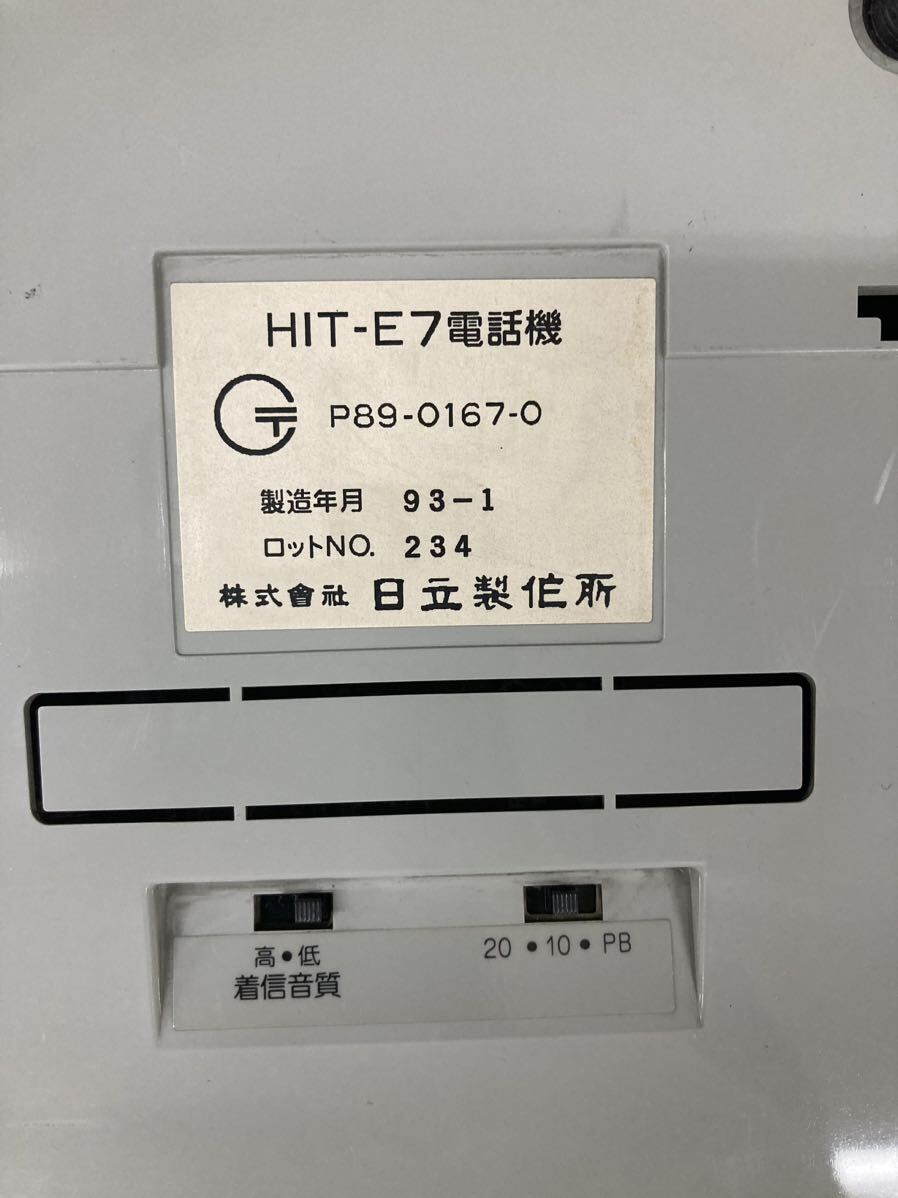 HIT-E7電話機
P89-0167-0
製造年月 93-1
ロットNO. 234
株式會社 日立製作所
高•低
着信音質
20 • 10 • PB